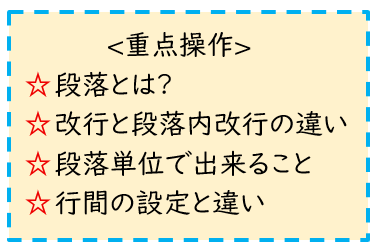 <重点操作>
☆段落とは?
☆改行と段落内改行の違い
☆段落単位で出来ること
☆行間の設定と違い